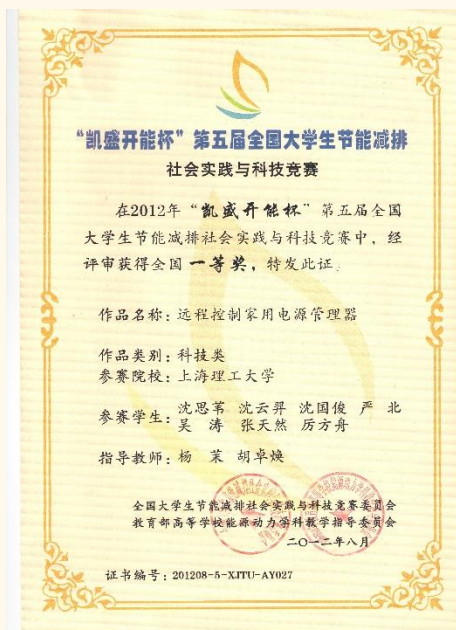 “凯盛开能杯”第五届全国大学生节能减排
社会实践与科技竞赛
在2012年“凯盛开能杯”第五届全国
大学生节能减排社会实践与科技竞赛中，经
评审获得全国 一等奖，特发此证。
作品名称：远程控制家用电源管理器
作品类别：科技类
参赛院校：上海理工大学
参赛学生：沈思苇 沈云羿 沈国俊 严 北
吴 涛 张天然 厉方舟
指导教师：杨 茉 胡卓焕
全国大学生节能减排社会实践与科技竞赛委员会
教育部高等学校能源动力学科教学指导委员会
二〇一二年八月
证书编号：201208-5-XJTU-AY027